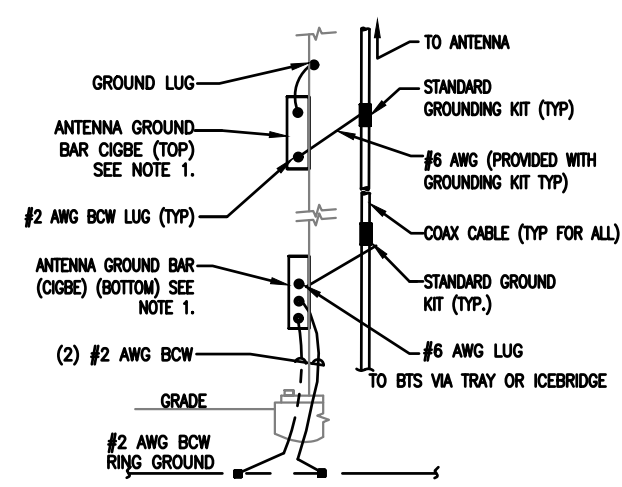 TO ANTENNA
GROUND LUG
STANDARD
GROUNDING KIT (TYP)
ANTENNA GROUND
BAR CIGBE (TOP)
SEE NOTE 1.
#6 AWG (PROVIDED WITH
GROUNDING KIT TYP)
#2 AWG BCW LUG (TYP)
COAX CABLE (TYP FOR ALL)
ANTENNA GROUND BAR
(CIGBE) (BOTTOM) SEE
NOTE 1.
STANDARD GROUND
KIT (TYP.)
#6 AWG LUG
(2) #2 AWG BCW
TO BTS VIA TRAY OR ICEBRIDGE
GRADE
#2 AWG BCW
RING GROUND